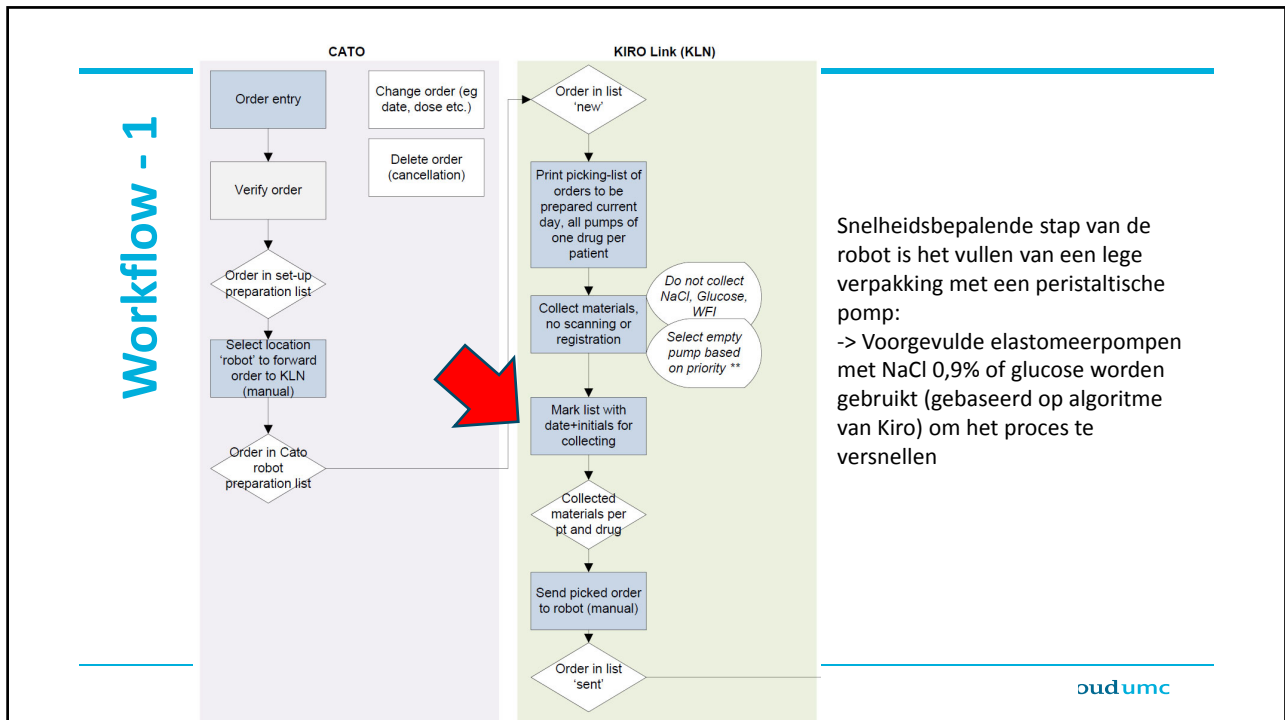 Workflow - 1
CATO
Order entry
Change order (eg
date, dose etc.)
Delete order
(cancellation)
Verify order
Order in set-up
preparation list
Select location
‘robot’ to forward
order to KLN
(manual)
Order in Cato
robot
preparation list
KIRO Link (KLN)
Order in list
‘new’
Print picking-list of
orders to be
prepared current
day, all pumps of
one drug per
patient
Do not collect
NaCl, Glucose,
WFI
Collect materials,
no scanning or
registration
Select empty
pump based
on priority **
Mark list with
date+initials for
collecting
Collected
materials per
pt and drug
Send picked order
to robot (manual)
Order in list
‘sent’
Snelheidsbepalende stap van de
robot is het vullen van een lege
verpakking met een peristaltische
pomp:
-> Voorgevulde elastomeerpompen
met NaCl 0,9% of glucose worden
gebruikt (gebaseerd op algoritme
van Kiro) om het proces te
versnellen
oudumc